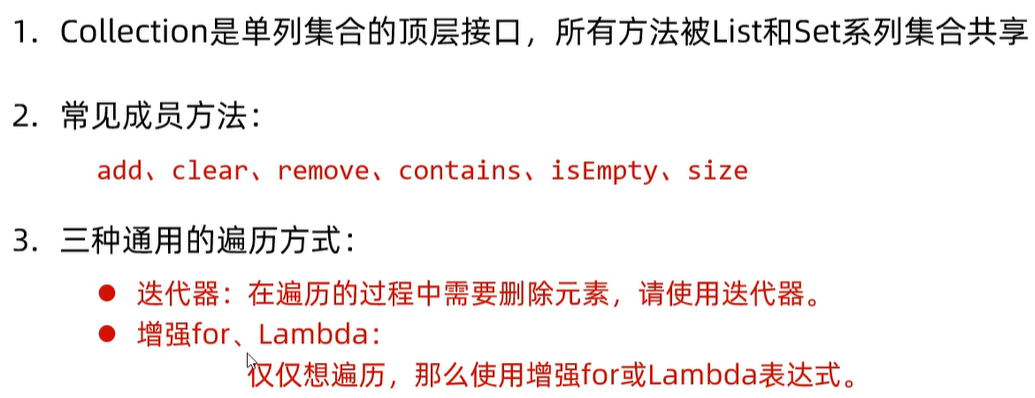 1. Collection是单列集合的顶层接口，所有方法被List和Set系列集合共享
2. 常见成员方法：
add、clear、remove、contains、isEmpty、size
3. 三种通用的遍历方式：
● 迭代器：在遍历的过程中需要删除元素，请使用迭代器。
● 增强for、Lambda：
仅仅想遍历，那么使用增强for或Lambda表达式。